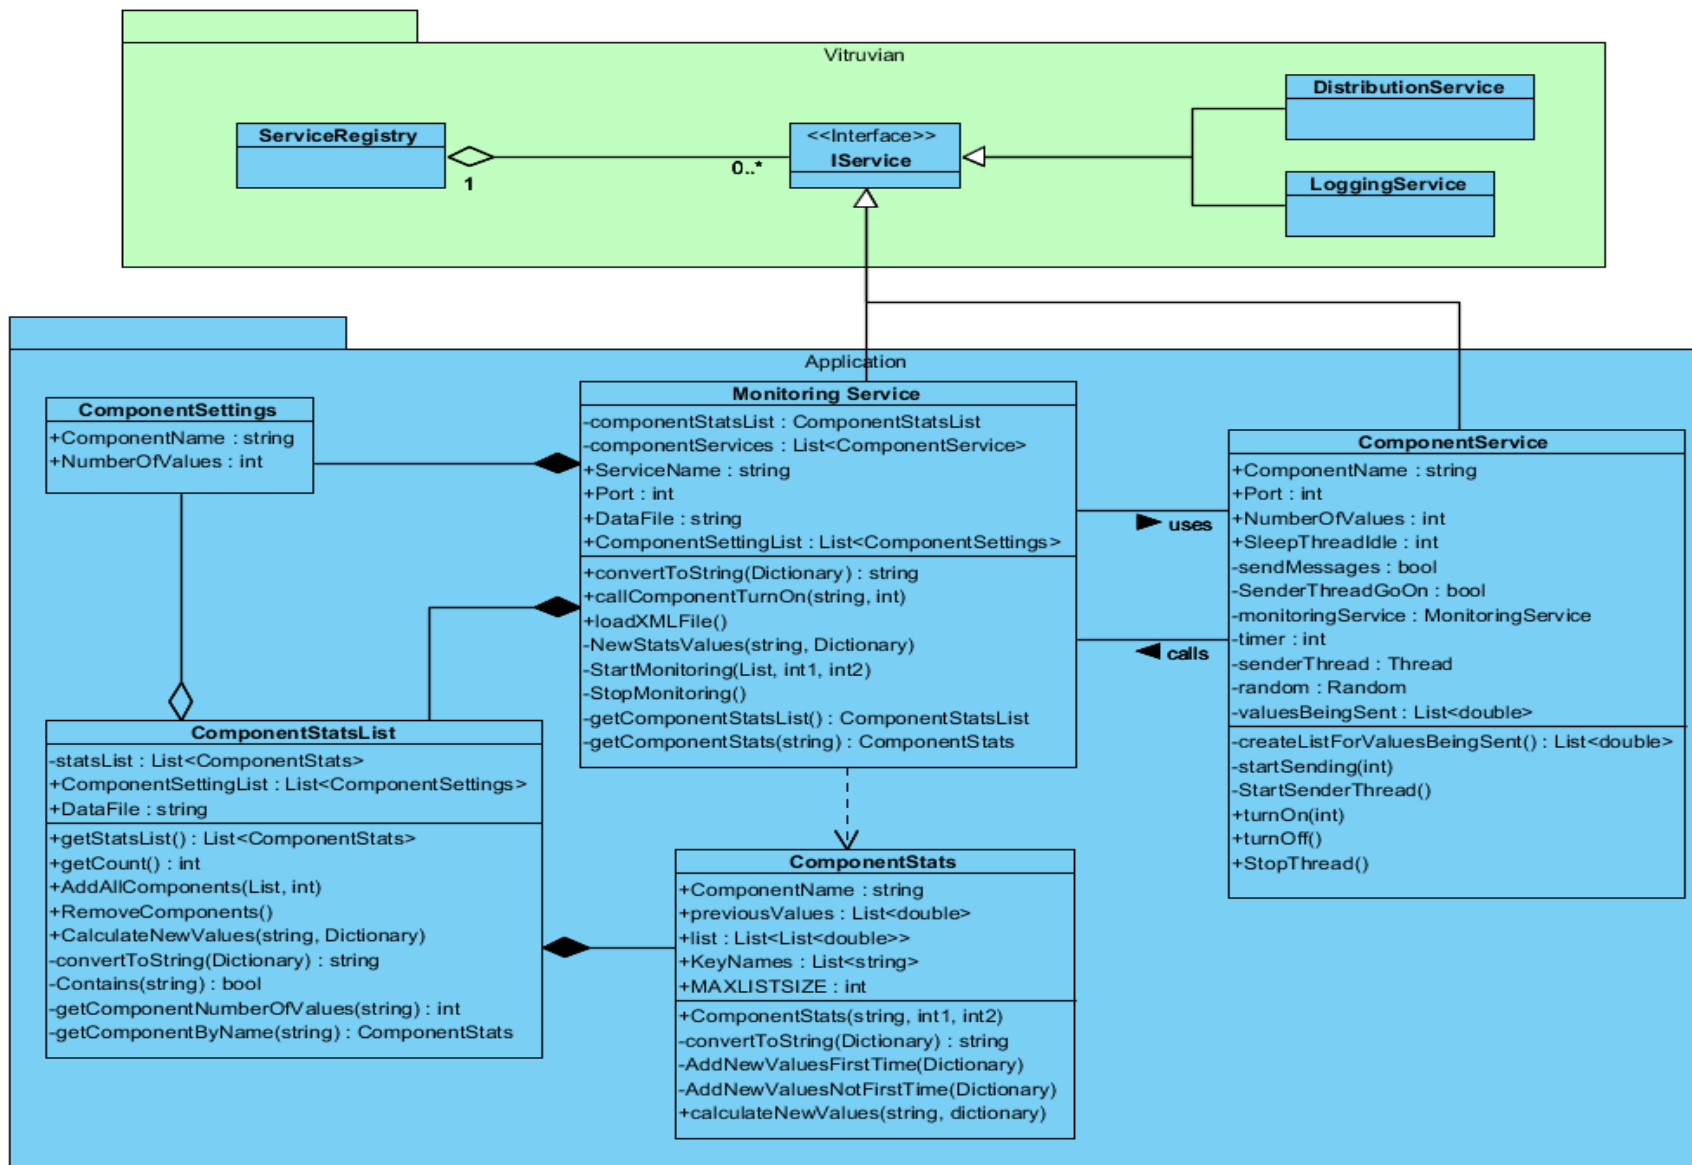 Vitruvian
ServiceRegistry
1
0..*
<<Interface>>
IService
DistributionService
LoggingService
Application
ComponentSettings
+ComponentName : string
+NumberOfValues : int
Monitoring Service
-componentStatsList : ComponentStatsList
-componentServices : List<ComponentService>
+ServiceName : string
+Port : int
+DataFile : string
+ComponentSettingList : List<ComponentSettings>
+convertToString(Dictionary) : string
+callComponentTurnOn(string, int)
+loadXMLFile()
-NewStatsValues(string, Dictionary)
-StartMonitoring(List, int1, int2)
-StopMonitoring()
-getComponentStatsList() : ComponentStatsList
-getComponentStats(string) : ComponentStats
uses
calls
ComponentService
+ComponentName : string
+Port : int
+NumberOfValues : int
+SleepThreadIdle : int
-sendMessages : bool
-SenderThreadGoOn : bool
-monitoringService : MonitoringService
-timer : int
-senderThread : Thread
-random : Random
-valuesBeingSent : List<double>
-createListForValuesBeingSent() : List<double>
-startSending(int)
-StartSenderThread()
+turnOn(int)
+turnOff()
+StopThread()
ComponentStatsList
-statsList : List<ComponentStats>
+ComponentSettingList : List<ComponentSettings>
+DataFile : string
+getStatsList() : List<ComponentStats>
+getCount() : int
+AddAllComponents(List, int)
+RemoveComponents()
+CalculateNewValues(string, Dictionary)
-convertToString(Dictionary) : string
-Contains(string) : bool
-getComponentNumberOfValues(string) : int
-getComponentByName(string) : ComponentStats
ComponentStats
+ComponentName : string
+previousValues : List<double>
+list : List<List<double>>
+KeyNames : List<string>
+MAXLISTSIZE : int
+ComponentStats(string, int1, int2)
-convertToString(Dictionary) : string
-AddNewValuesFirstTime(Dictionary)
-AddNewValuesNotFirstTime(Dictionary)
+calculateNewValues(string, dictionary)